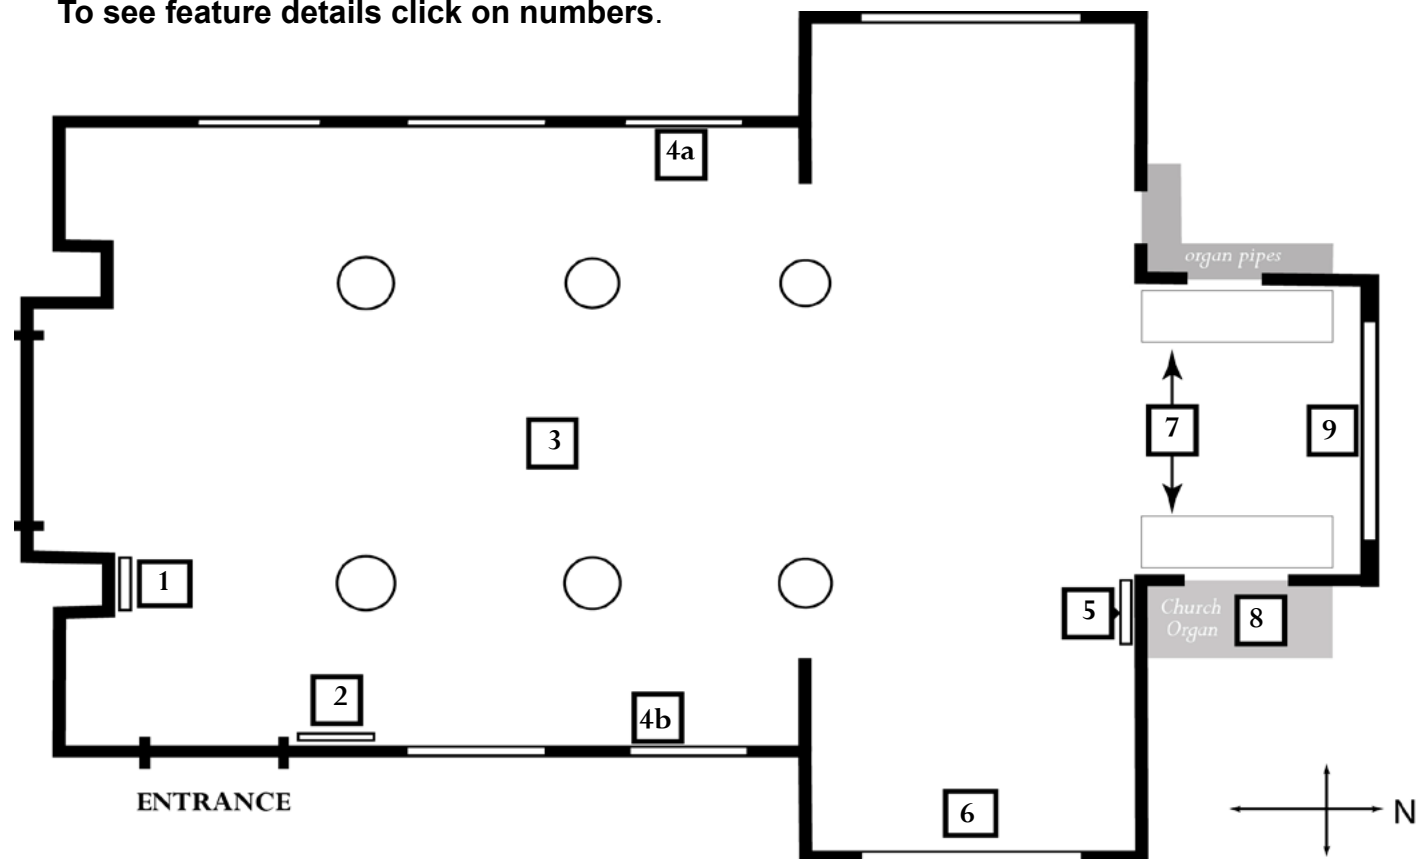 To see feature details click on numbers.
4a
organ pipes
7
9
3
1
5
Church
Organ
8
2
4b
ENTRANCE
6
N